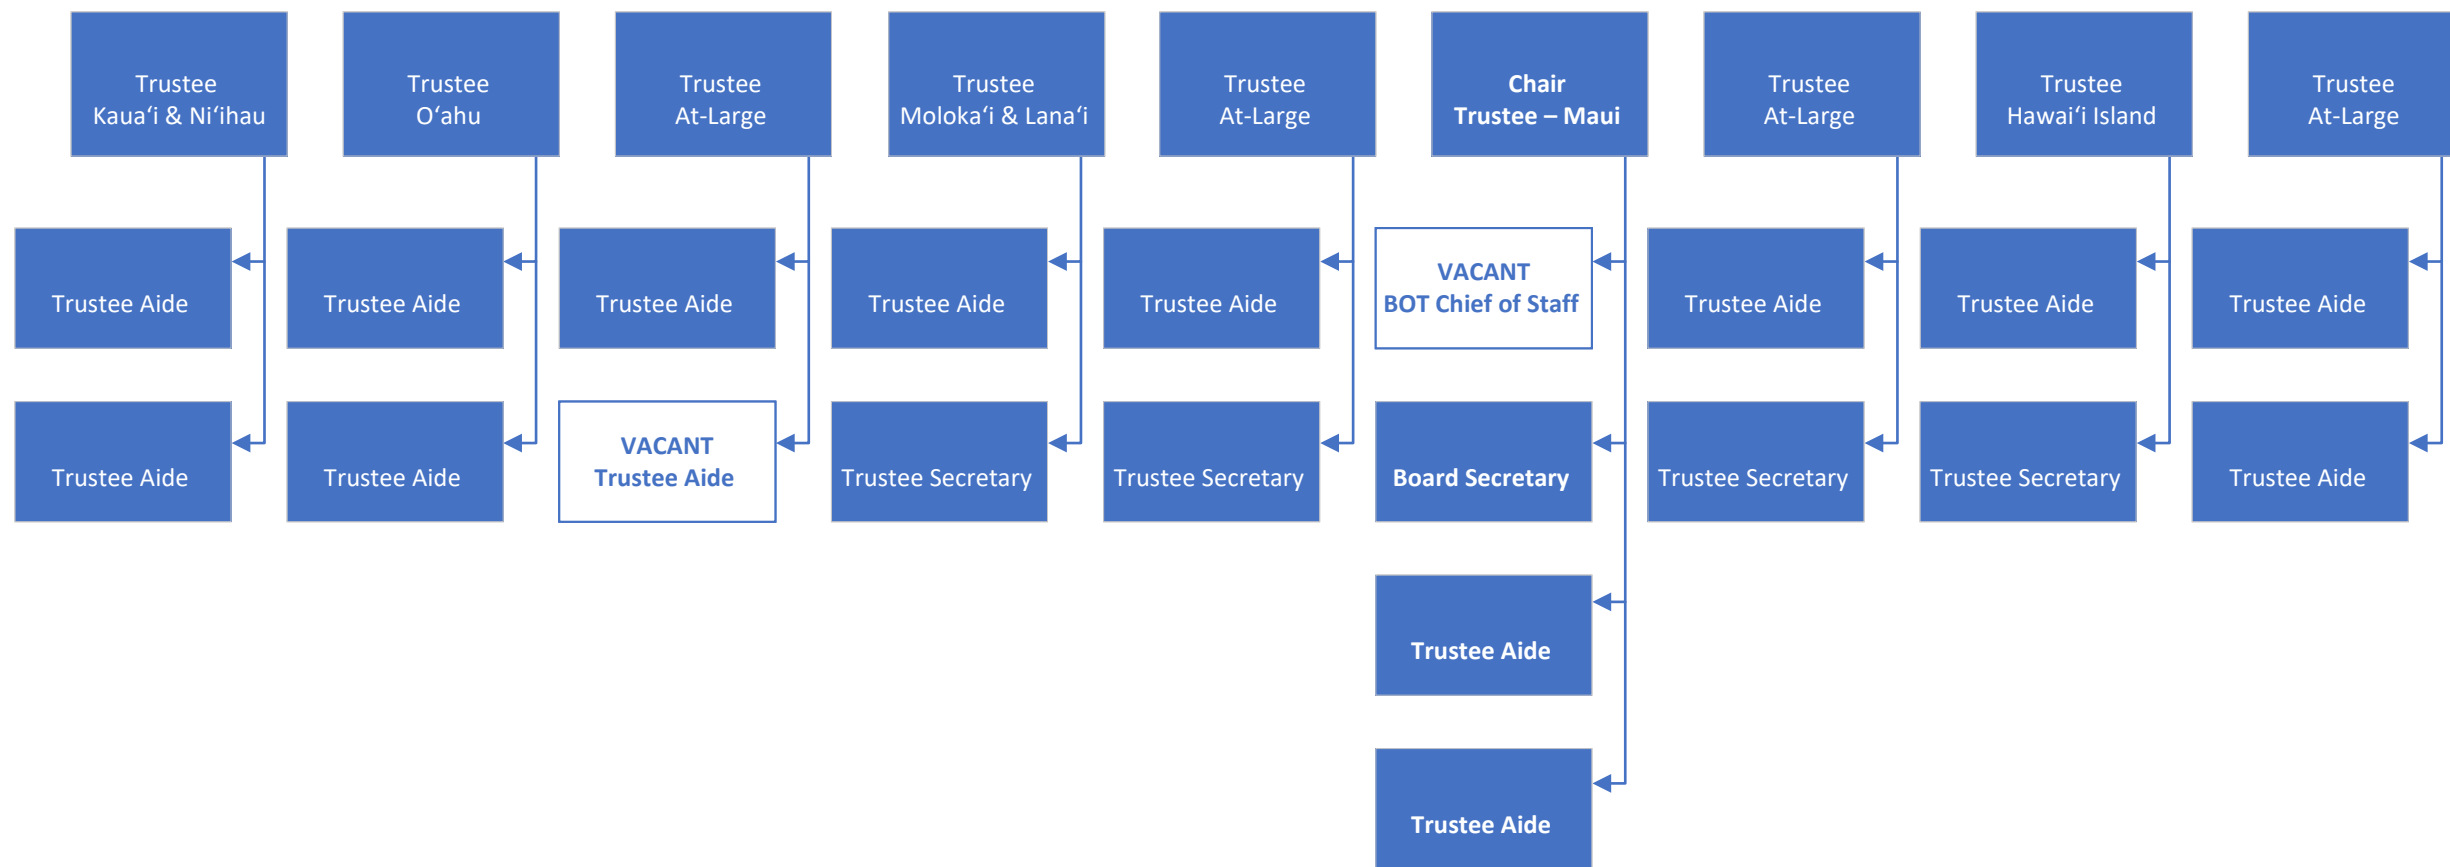 Trustee
Kaua‘i & Ni‘ihau
Trustee
O‘ahu
Trustee
At-Large
Trustee
Moloka‘i & Lana‘i
Trustee
At-Large
Chair
Trustee – Maui
Trustee
At-Large
Trustee
Hawai‘i Island
Trustee
At-Large
Trustee Aide
Trustee Aide
Trustee Aide
Trustee Aide
Trustee Aide
VACANT
BOT Chief of Staff
Trustee Aide
Trustee Aide
Trustee Aide
Trustee Aide
Trustee Aide
VACANT
Trustee Aide
Trustee Secretary
Trustee Secretary
Board Secretary
Trustee Secretary
Trustee Secretary
Trustee Aide
Trustee Aide
Trustee Aide